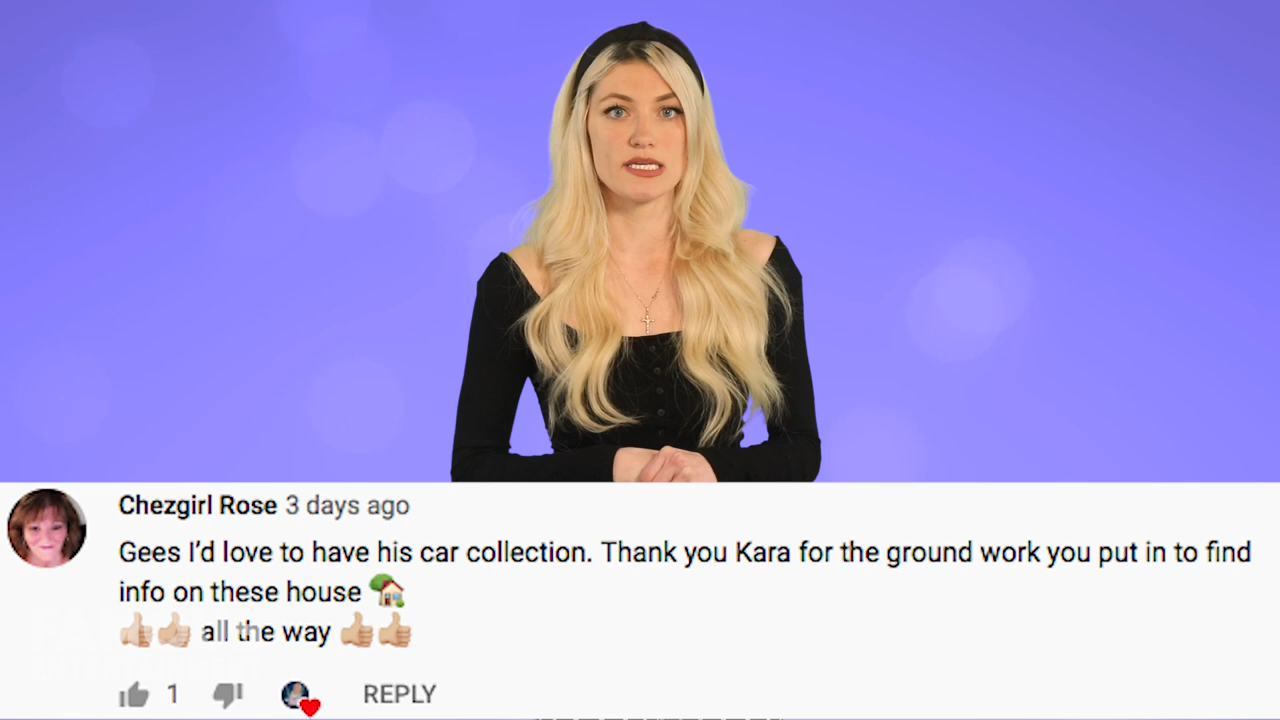 Chezgirl Rose 3 days ago
Gees I'd love to have his car collection. Thank you Kara for the ground work you put in to find
info on these house 🏡
👍🏼👍🏼 all the way 👍🏼👍🏼
1 REPLY